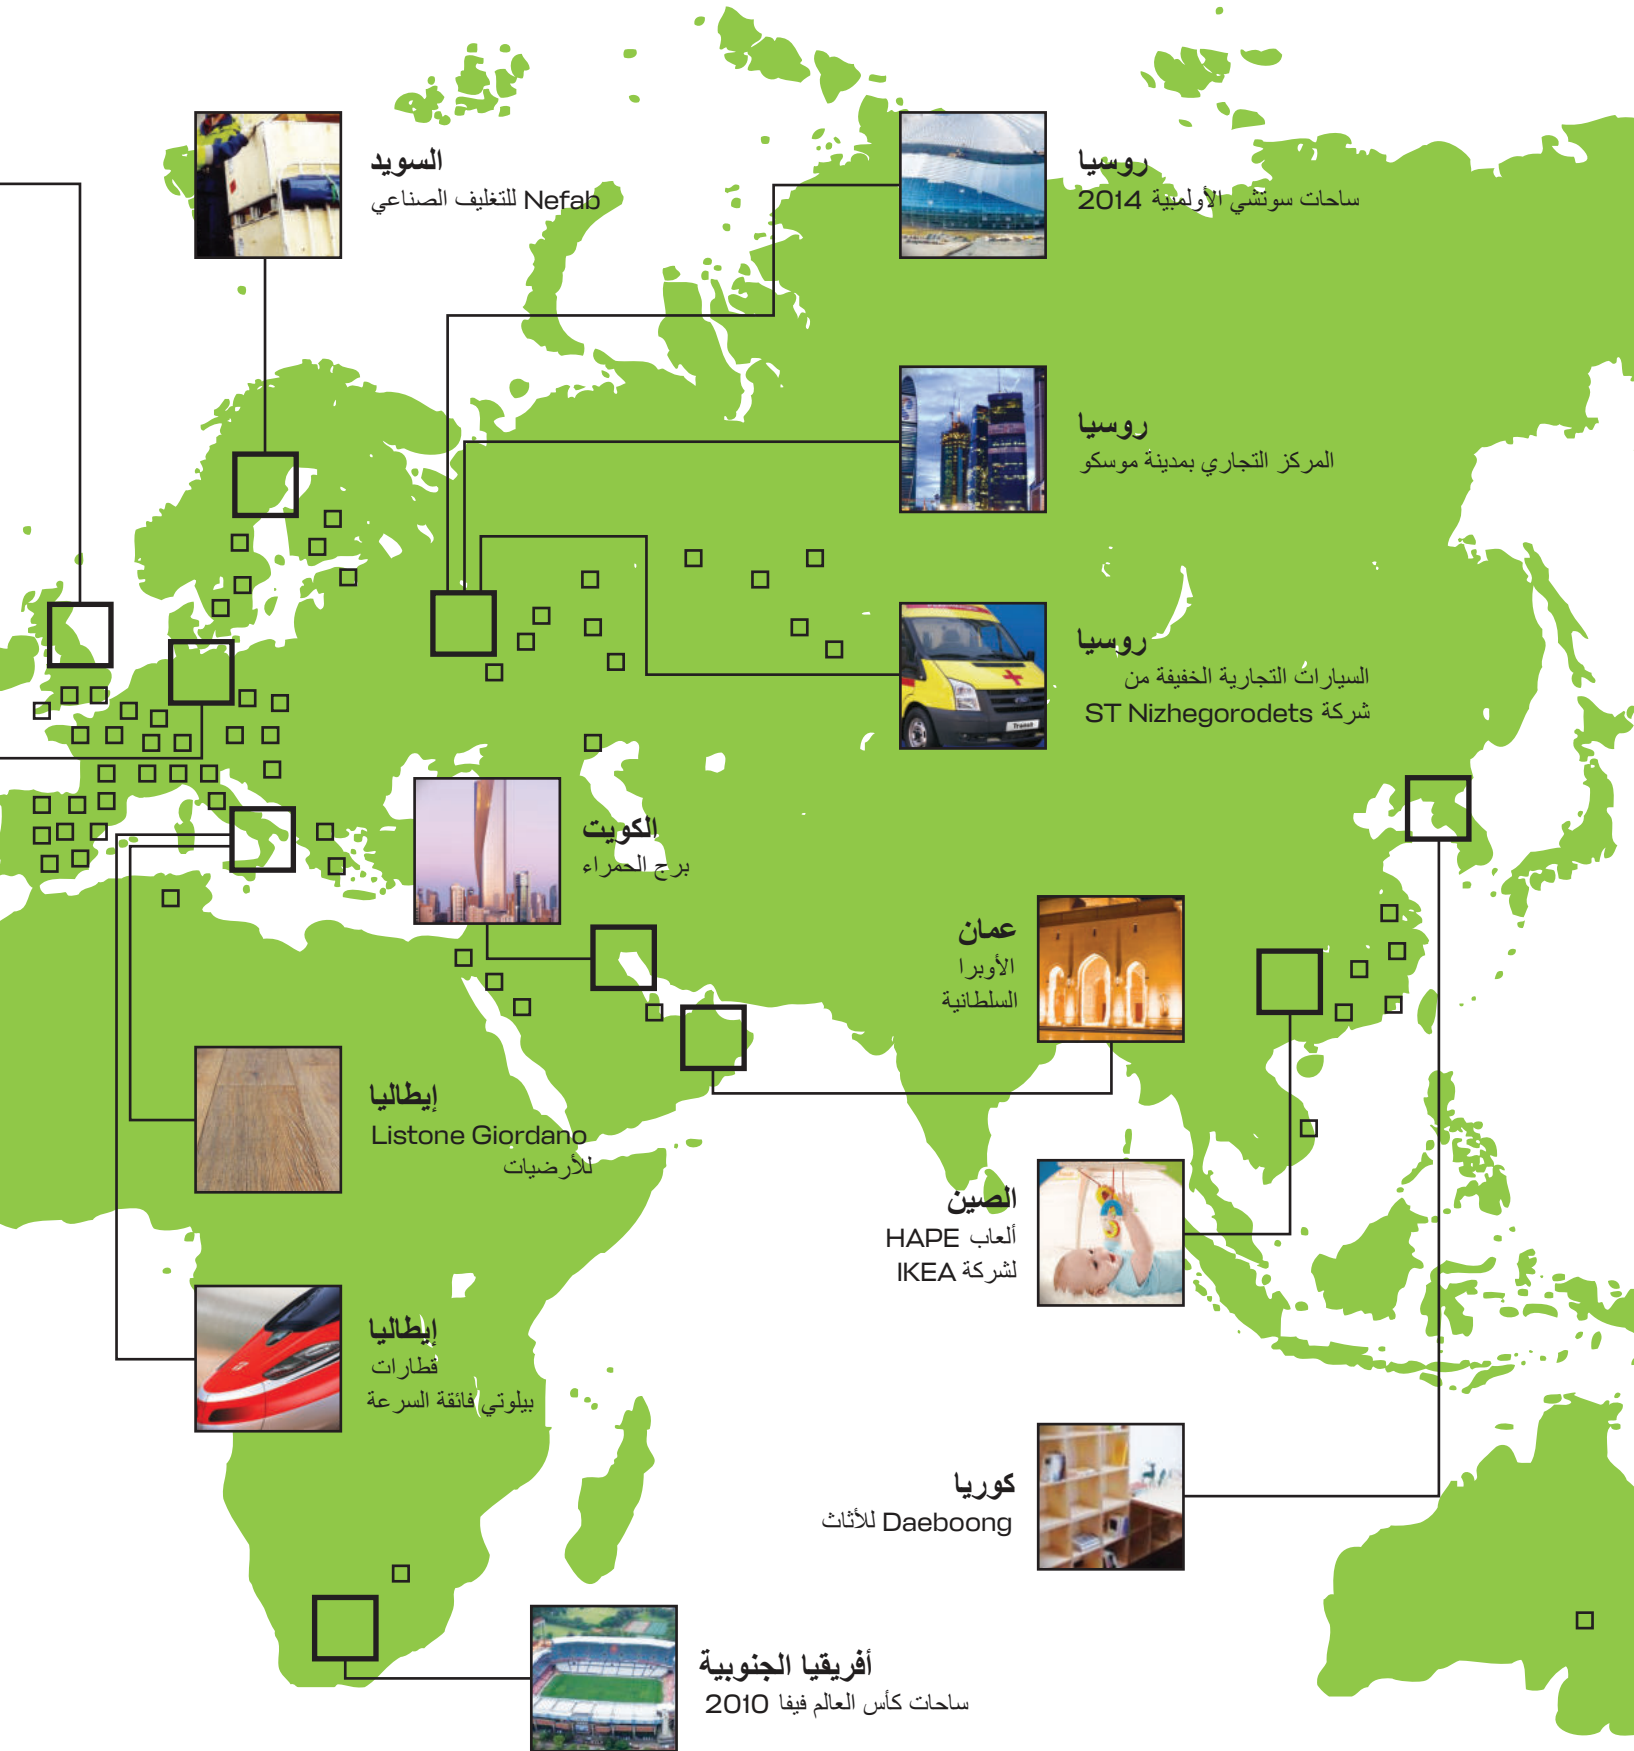 السويد
Nefab للتغليف الصناعي
روسيا
ساحات سوتشي الأولمبية 2014
روسيا
المركز التجاري بمدينة موسكو
روسيا
السيارات التجارية الخفيفة من
شركة ST Nizhegorodets
الكويت
برج الحمراء
عمان
الأوبرا
السلطانية
إيطاليا
Listone Giordano
للأرضيات
الصين
ألعاب HAPE
لشركة IKEA
إيطاليا
قطارات
بيلوتي فائقة السرعة
كوريا
Daeboong للأثاث
أفريقيا الجنوبية
ساحات كأس العالم فيفا 2010
Transit